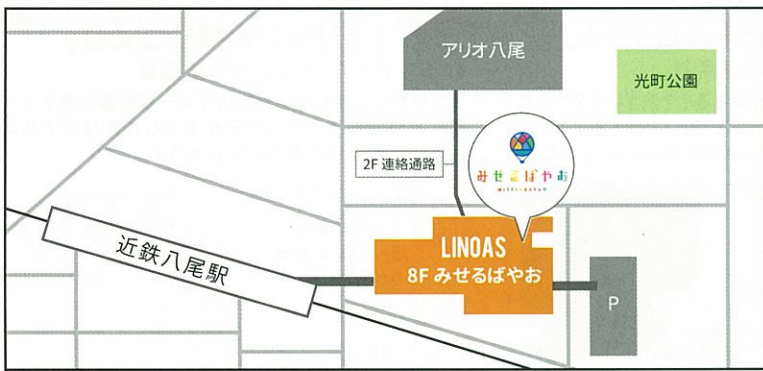 アリオ八尾
光町公園
2F 連絡通路
みせるばやお
MISERUBAYAO
近鉄八尾駅
LINOAS
8F みせるばやお
P